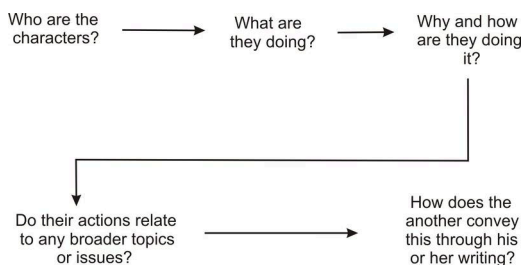 Who are the
characters?
What are
they doing?
Why and how
are they doing
it?
Do their actions relate
to any broader topics
or issues?
How does the
another convey
this through his
or her writing?